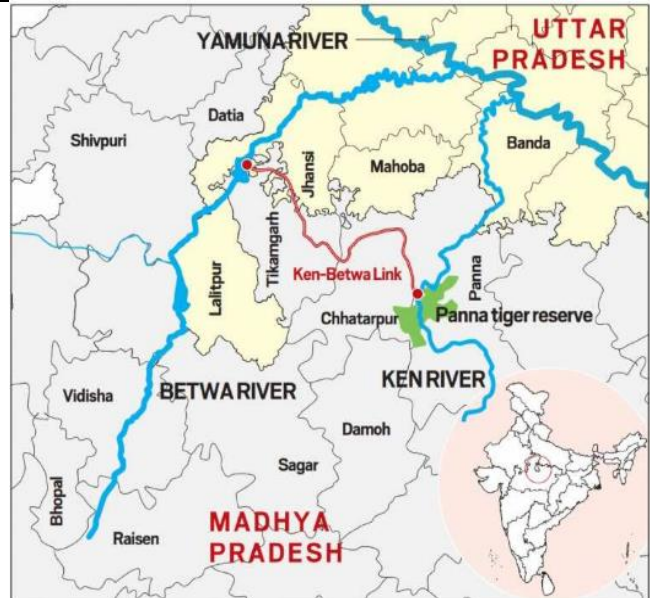 YAMUNA RIVER
UTTAR
PRADESH
Datia
Shivpuri
Banda
Jhansi
Mahoba
Tikamgarh
Lalitpur
Ken-Betwa Link
Panna
Chhatarpur
Panna tiger reserve
Vidisha
BETWA RIVER
KEN RIVER
Damoh
Sagar
Bhopal
Raisen
MADHYA
PRADESH